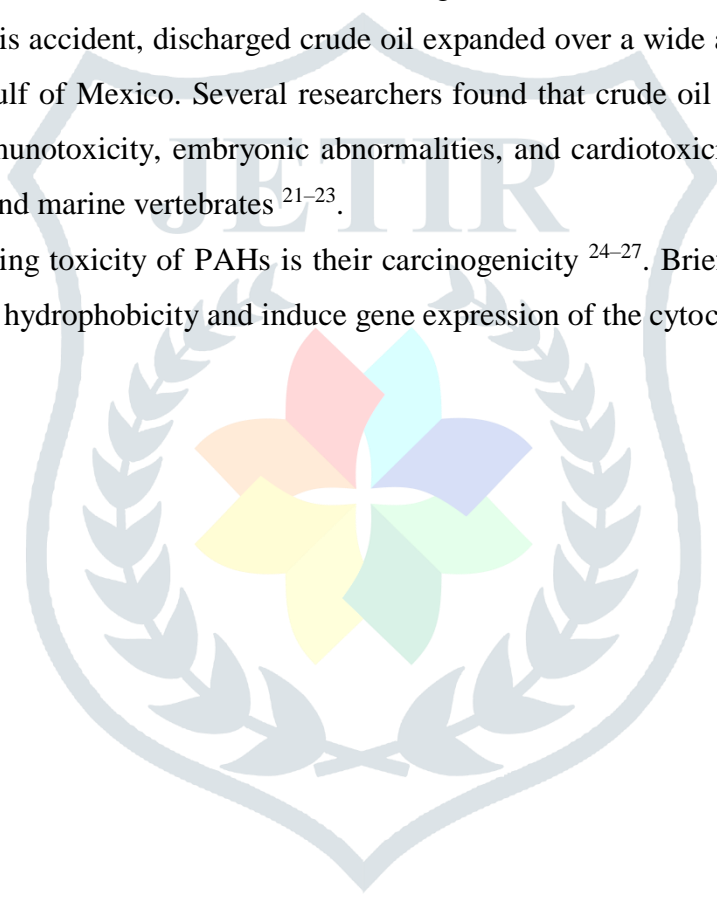 is accident, discharged crude oil expanded over a wide a
ulf of Mexico. Several researchers found that crude oil
unotoxicity, embryonic abnormalities, and cardiotoxici
JETIR
nd marine vertebrates 21–23.
ing toxicity of PAHs is their carcinogenicity 24–27. Brie
hydrophobicity and induce gene expression of the cytoc